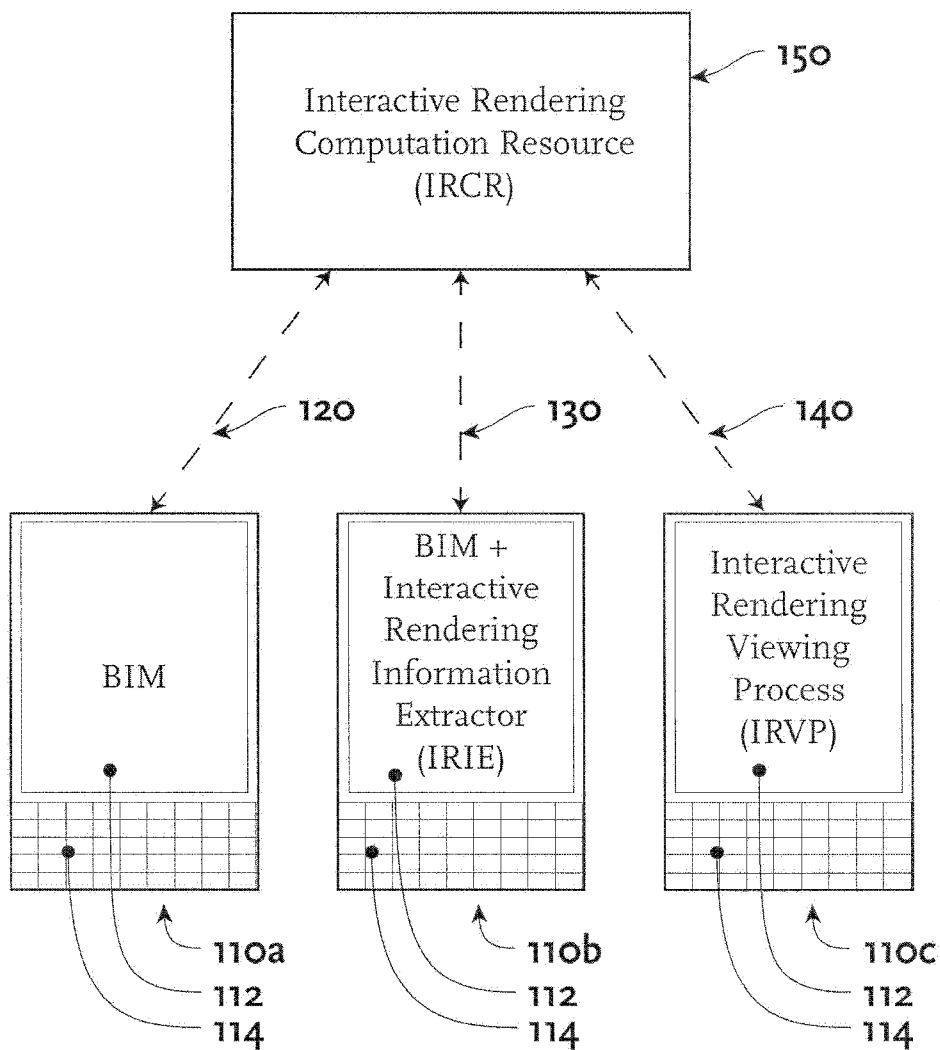 150
Interactive Rendering
Computation Resource
(IRCR)
120
130
140
BIM
BIM +
Interactive
Rendering
Information
Extractor
(IRIE)
Interactive
Rendering
Viewing
Process
(IRVP)
110a
112
114
110b
112
114
110c
112
114